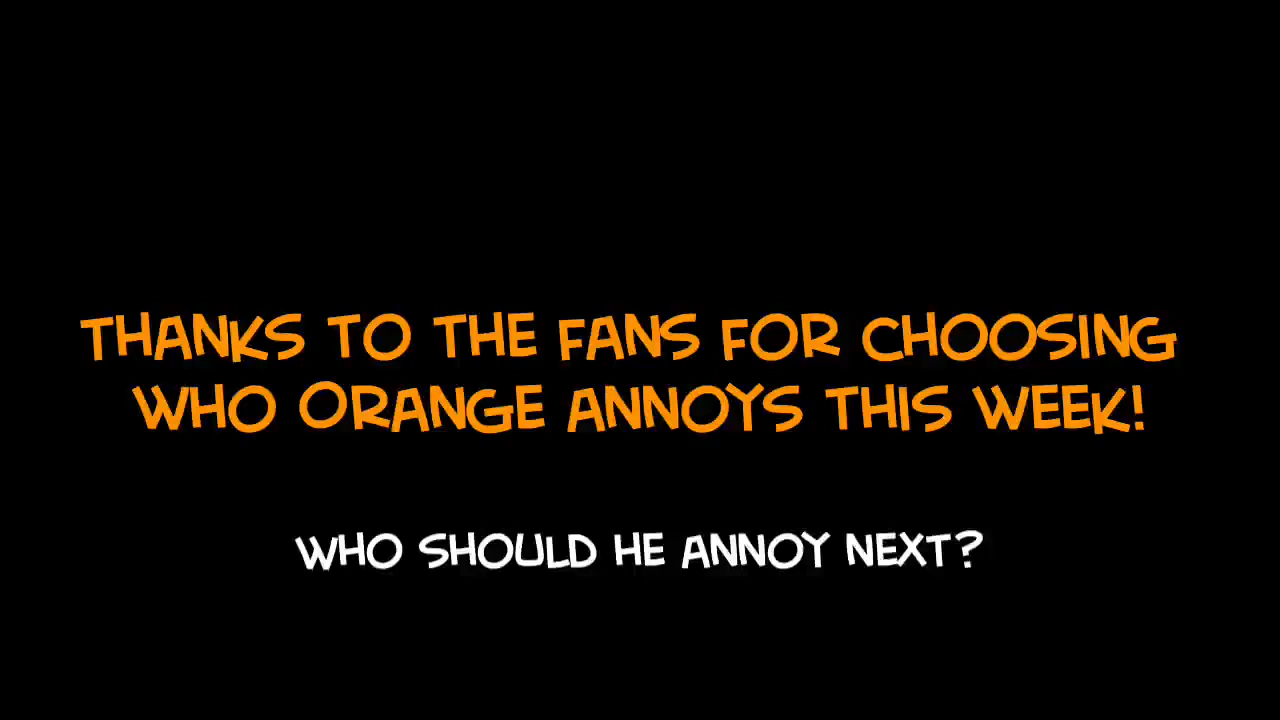 THANKS TO THE FANS FOR CHOOSING
WHO ORANGE ANNOYS THIS WEEK!
WHO SHOULD HE ANNOY NEXT?